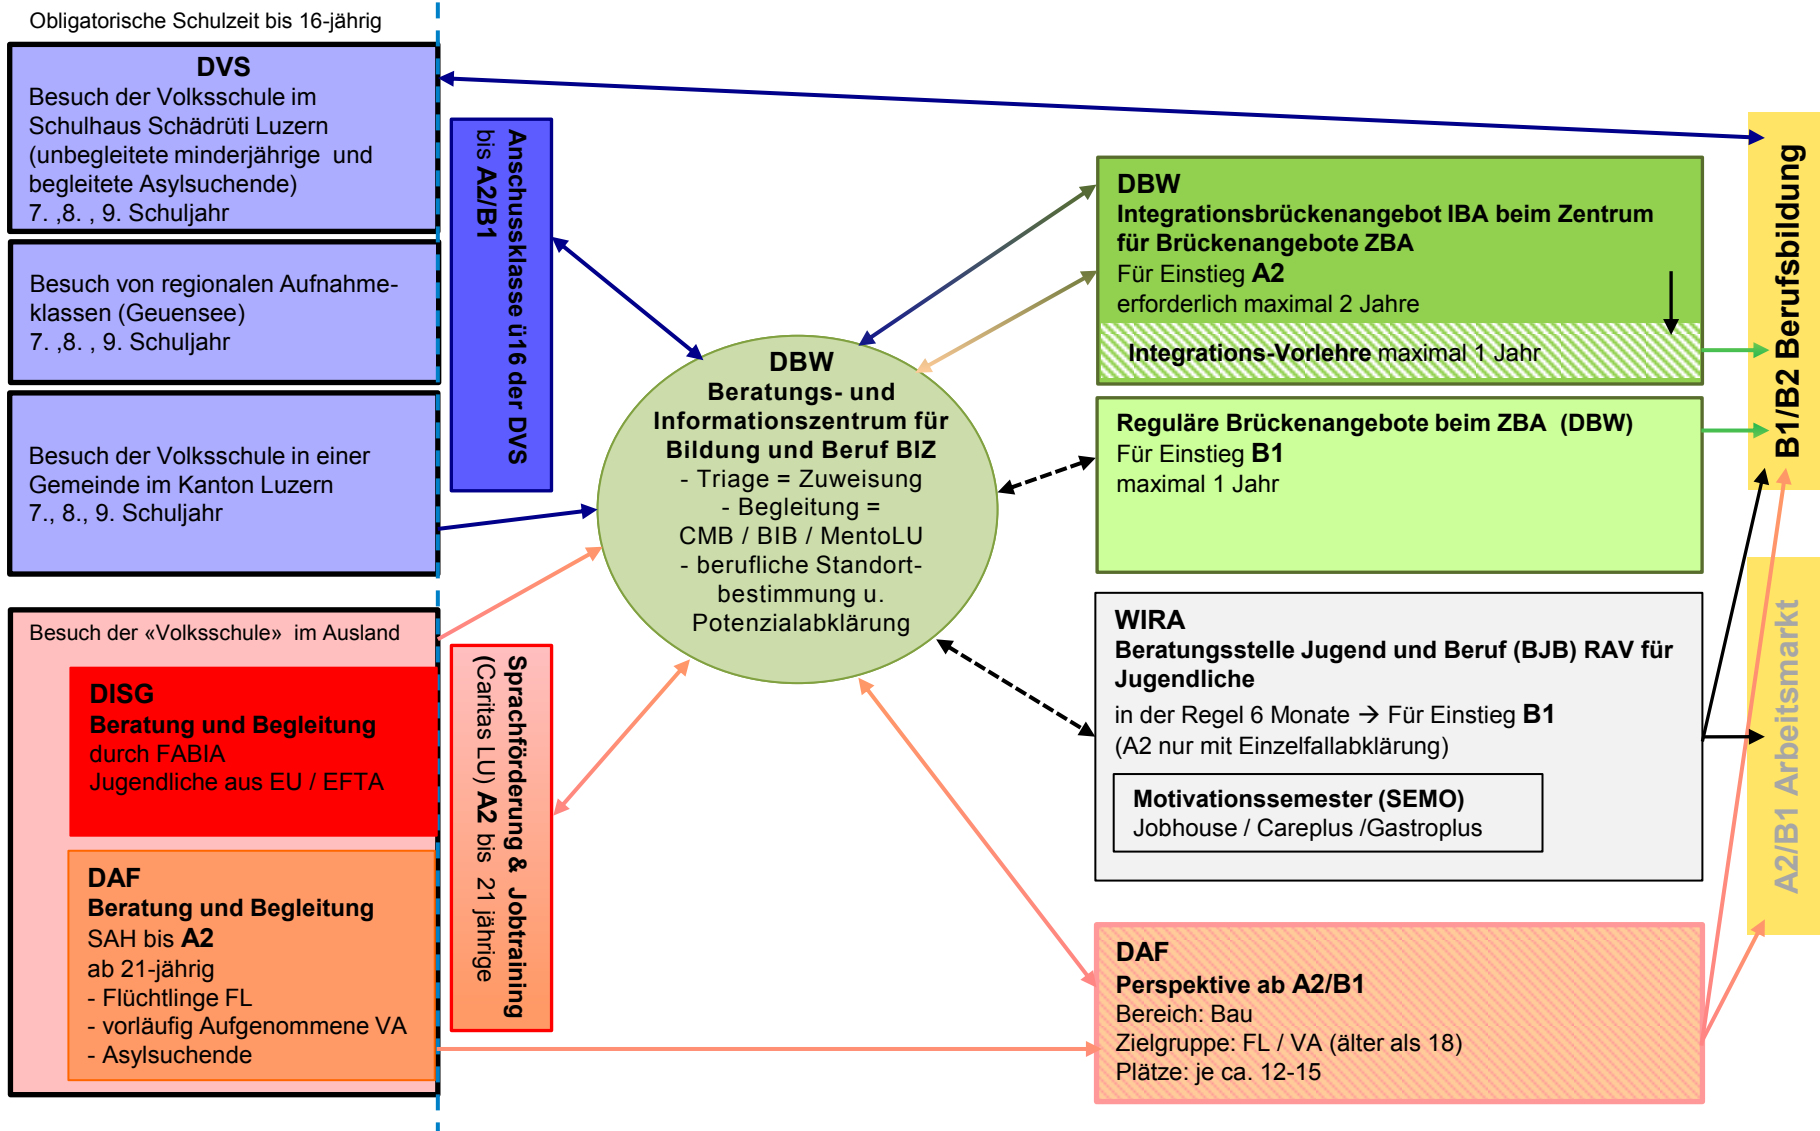 Obligatorische Schulzeit bis 16-jährig
DVS
Besuch der Volksschule im
Schulhaus Schädrüti Luzern
(unbegleitete minderjährige und
begleitete Asylsuchende)
7. ,8. , 9. Schuljahr
Besuch von regionalen Aufnahme-
klassen (Geuensee)
7. ,8. , 9. Schuljahr
Besuch der Volksschule in einer
Gemeinde im Kanton Luzern
7., 8., 9. Schuljahr
Besuch der «Volksschule» im Ausland
DISG
Beratung und Begleitung
durch FABIA
Jugendliche aus EU / EFTA
DAF
Beratung und Begleitung
SAH bis A2
ab 21-jährig
- Flüchtlinge FL
- vorläufig Aufgenommene VA
- Asylsuchende
Anschussklasse ü16 der DVS
bis A2/B1
Sprachförderung & Jobtraining
(Caritas LU) A2 bis 21 jährige
DBW
Beratungs- und
Informationszentrum für
Bildung und Beruf BIZ
- Triage = Zuweisung
- Begleitung =
CMB / BIB / MentoLU
- berufliche Standort-
bestimmung u.
Potenzialabklärung
DBW
Integrationsbrückenangebot IBA beim Zentrum
für Brückenangebote ZBA
Für Einstieg A2
erforderlich maximal 2 Jahre
Integrations-Vorlehre maximal 1 Jahr
Reguläre Brückenangebote beim ZBA (DBW)
Für Einstieg B1
maximal 1 Jahr
WIRA
Beratungsstelle Jugend und Beruf (BJB) RAV für
Jugendliche
in der Regel 6 Monate → Für Einstieg B1
(A2 nur mit Einzelfallabklärung)
Motivationssemester (SEMO)
Jobhouse / Careplus /Gastroplus
DAF
Perspektive ab A2/B1
Bereich: Bau
Zielgruppe: FL / VA (älter als 18)
Plätze: je ca. 12-15
B1/B2 Berufsbildung
A2/B1 Arbeitsmarkt